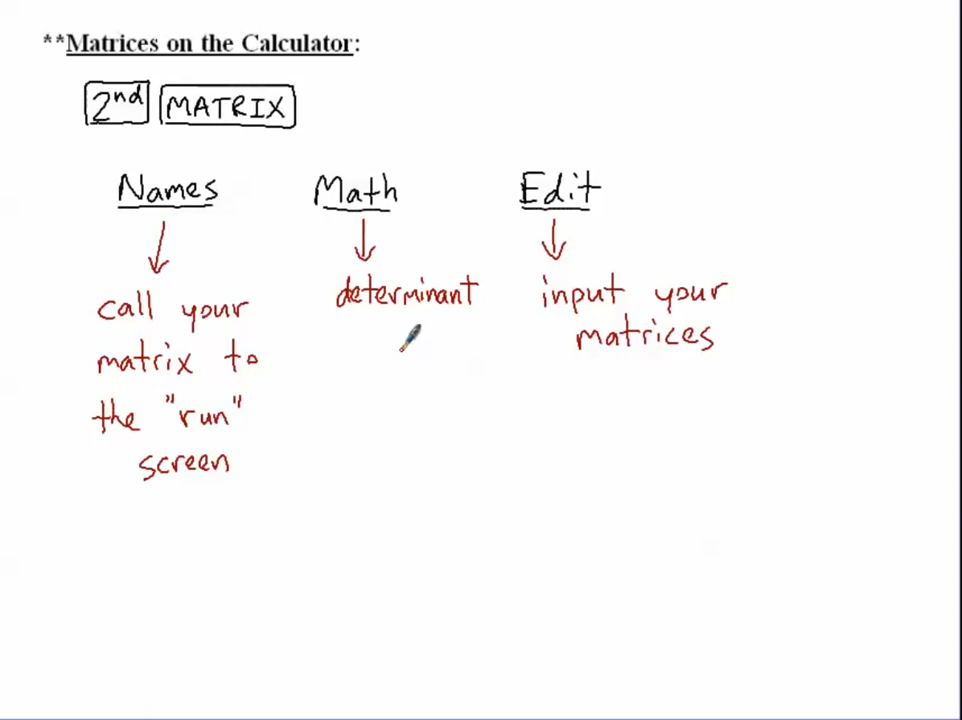 **Matrices on the Calculator:
2nd MATRIX
Names Math Edit
call your
matrix to
the "run"
screen
determinant
input your
matrices